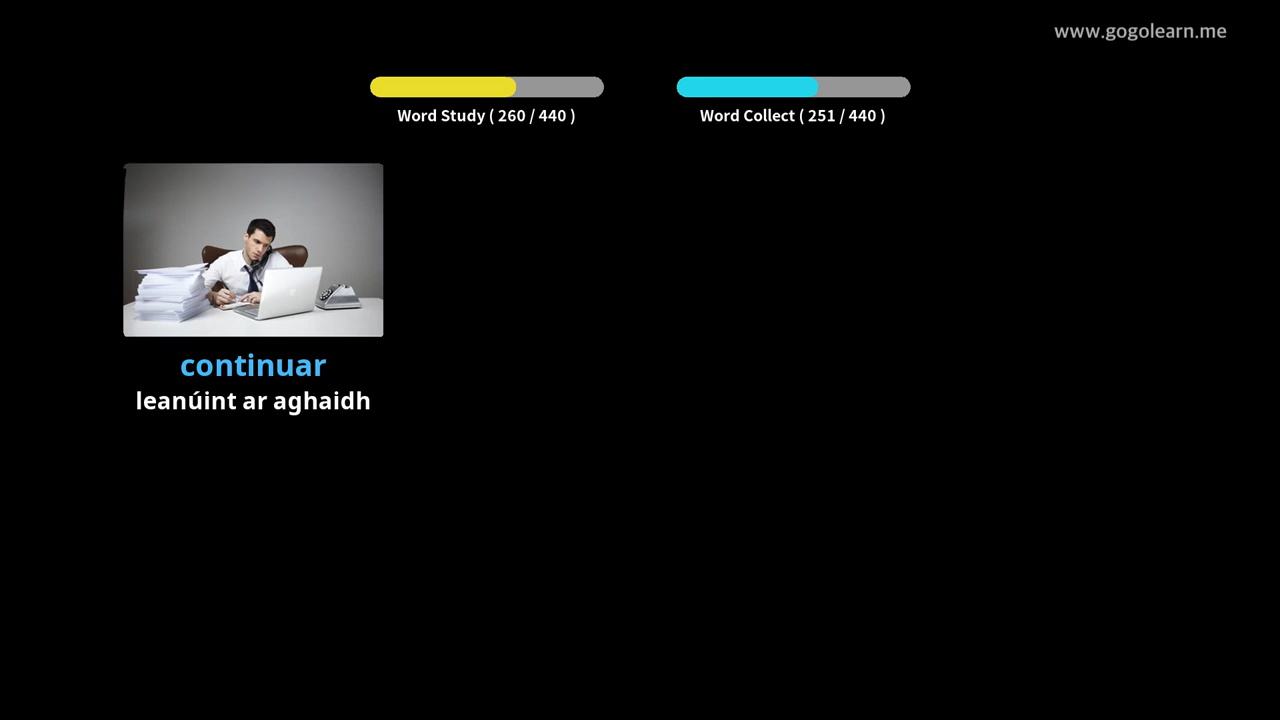 www.gogolearn.me
Word Study ( 260 / 440 )
Word Collect ( 251 / 440 )
continuar
leanúint ar aghaidh